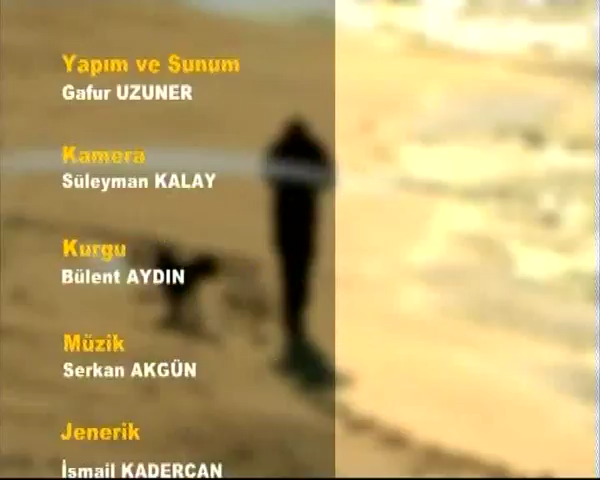 Yapım ve Sunum
Gafur UZUNER
Kamera
Süleyman KALAY
Kurgu
Bülent AYDIN
Müzik
Serkan AKGÜN
Jenerik
İsmail KADERCAN